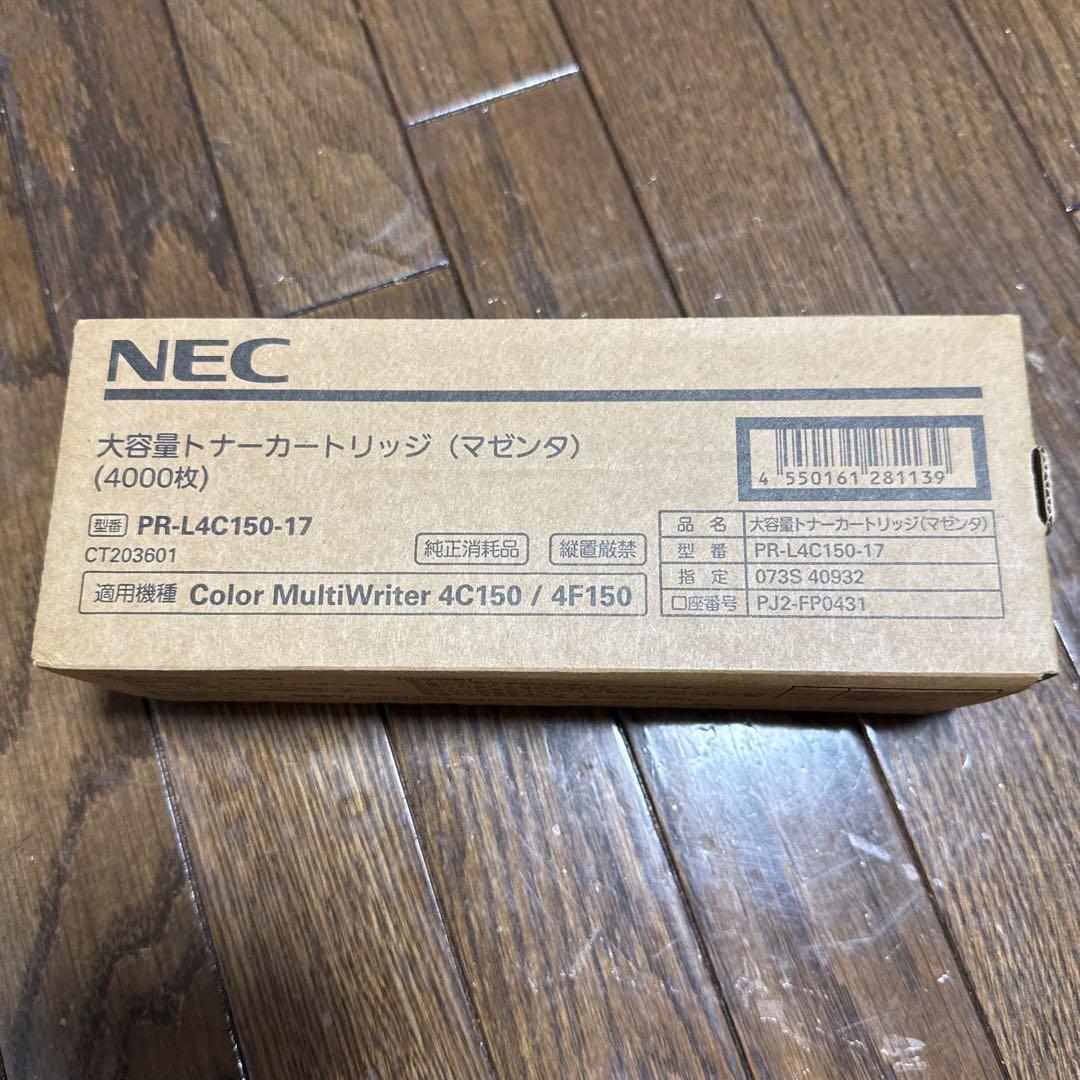 NEC
大容量トナーカートリッジ（マゼンタ）
(4000枚)
型番 PR-L4C150-17
CT203601
純正消耗品 縦置厳禁
適用機種 Color MultiWriter 4C150 / 4F150
4 550161 281139
品名 大容量トナーカートリッジ(マゼンタ)
型番 PR-L4C150-17
指定 073S 40932
口座番号 PJ2-FP0431